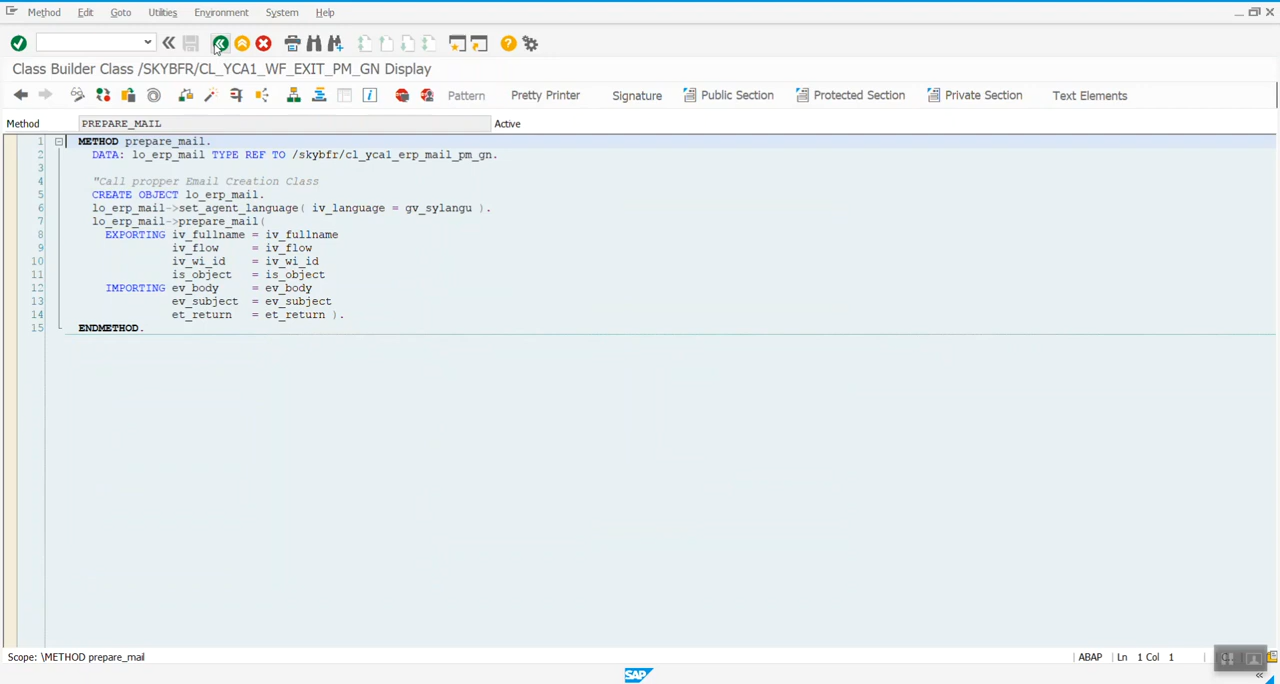 Method Edit Goto Utilities Environment System Help
Class Builder Class /SKYBFR/CL_YCA1_WF_EXIT_PM_GN Display
Pattern Pretty Printer Signature Public Section Protected Section Private Section Text Elements
Method PREPARE_MAIL Active
1 METHOD prepare_mail.
2 DATA: lo_erp_mail TYPE REF TO /skybfr/cl_yca1_erp_mail_pm_gn.
3
4 "Call propper Email Creation Class
5 CREATE OBJECT lo_erp_mail.
6 lo_erp_mail->set_agent_language( iv_language = gv_sylangu ).
7 lo_erp_mail->prepare_mail(
8 EXPORTING iv_fullname = iv_fullname
9 iv_flow = iv_flow
10 iv_wi_id = iv_wi_id
11 is_object = is_object
12 IMPORTING ev_body = ev_body
13 ev_subject = ev_subject
14 et_return = et_return ).
15 ENDMETHOD.
Scope: \METHOD prepare_mail ABAP Ln 1 Col 1
SAP